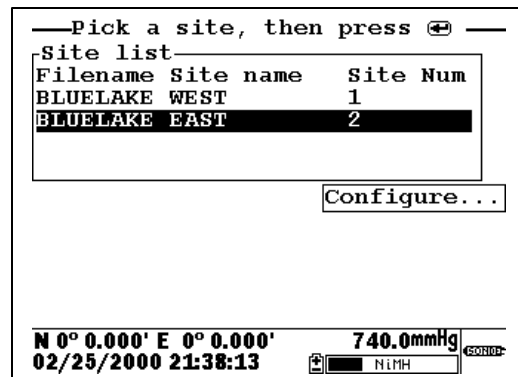 Pick a site, then press
Site list
Filename Site name Site Num
BLUELAKE WEST 1
BLUELAKE EAST 2
Configure...
N 0° 0.000' E 0° 0.000' 740.0mmHg
SONDE
02/25/2000 21:38:13 NiMH